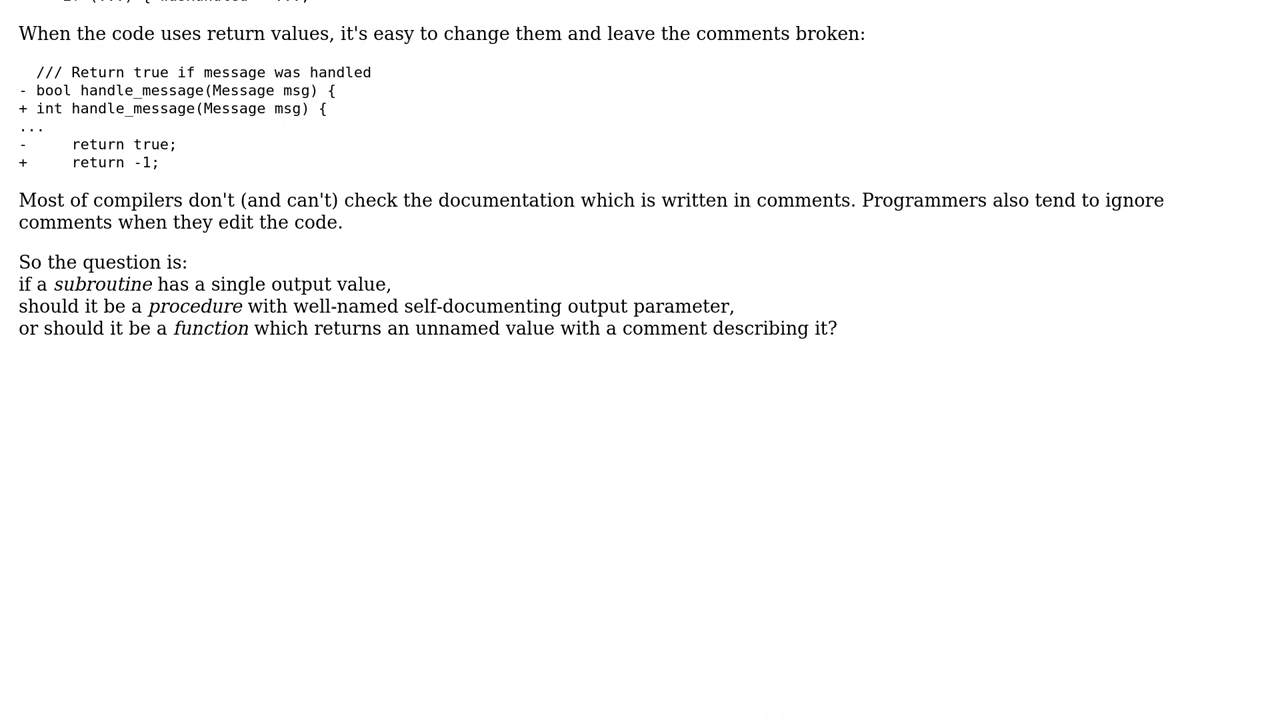 When the code uses return values, it's easy to change them and leave the comments broken:
  /// Return true if message was handled
- bool handle_message(Message msg) {
+ int handle_message(Message msg) {
...
-     return true;
+     return -1;
Most of compilers don't (and can't) check the documentation which is written in comments. Programmers also tend to ignore
comments when they edit the code.
So the question is:
if a subroutine has a single output value,
should it be a procedure with well-named self-documenting output parameter,
or should it be a function which returns an unnamed value with a comment describing it?